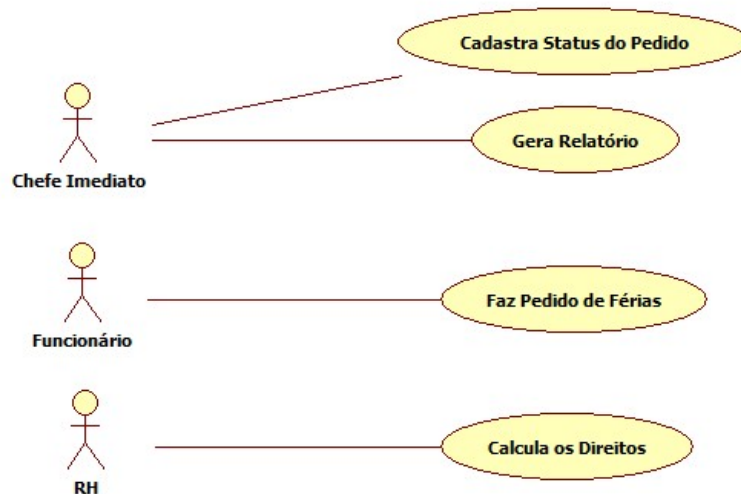 Cadastra Status do Pedido
Gera Relatório
Chefe Imediato
Faz Pedido de Férias
Funcionário
Calcula os Direitos
RH